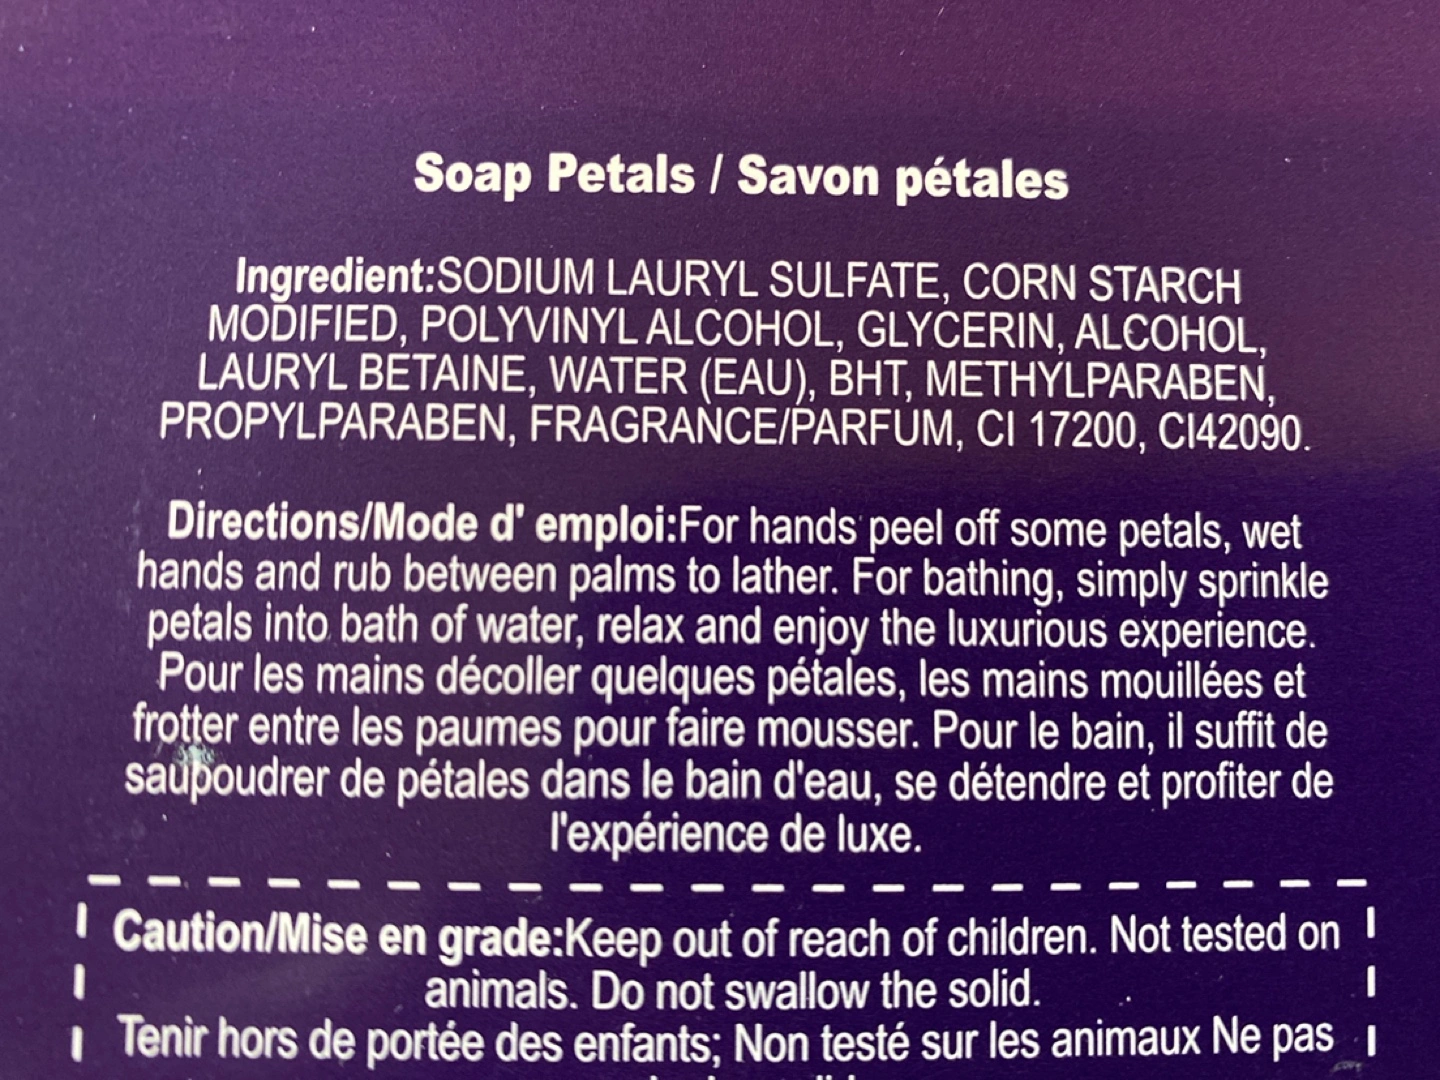 Soap Petals / Savon pétales
Ingredient:SODIUM LAURYL SULFATE, CORN STARCH
MODIFIED, POLYVINYL ALCOHOL, GLYCERIN, ALCOHOL,
LAURYL BETAINE, WATER (EAU), BHT, METHYLPARABEN,
PROPYLPARABEN, FRAGRANCE/PARFUM, CI 17200, CI42090.
Directions/Mode d' emploi:For hands peel off some petals, wet
hands and rub between palms to lather. For bathing, simply sprinkle
petals into bath of water, relax and enjoy the luxurious experience.
Pour les mains décoller quelques pétales, les mains mouillées et
frotter entre les paumes pour faire mousser. Pour le bain, il suffit de
saupoudrer de pétales dans le bain d'eau, se détendre et profiter de
l'expérience de luxe.
Caution/Mise en grade:Keep out of reach of children. Not tested on
animals. Do not swallow the solid.
Tenir hors de portée des enfants; Non testé sur les animaux Ne pas